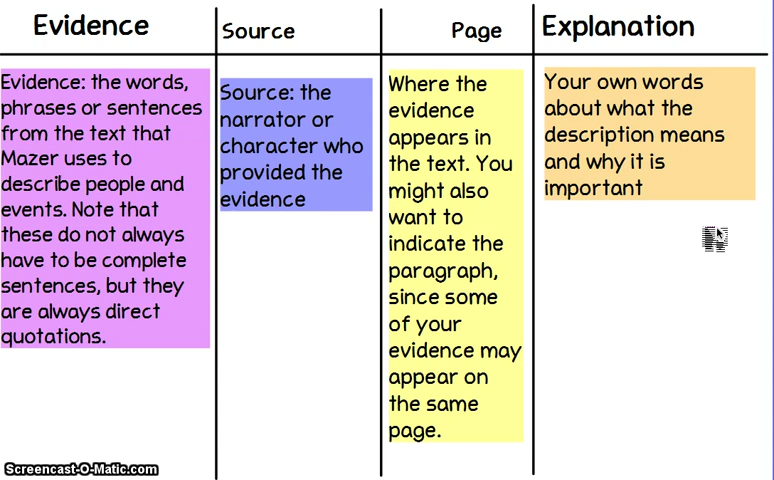 Evidence
Source
Page
Explanation
Evidence: the words,
phrases or sentences
from the text that
Mazer uses to
describe people and
events. Note that
these do not always
have to be complete
sentences, but they
are always direct
quotations.
Source: the
narrator or
character who
provided the
evidence
Where the
evidence
appears in
the text. You
might also
want to
indicate the
paragraph,
since some
of your
evidence may
appear on
the same
page.
Your own words
about what the
description means
and why it is
important
Screencast-O-Matic.com